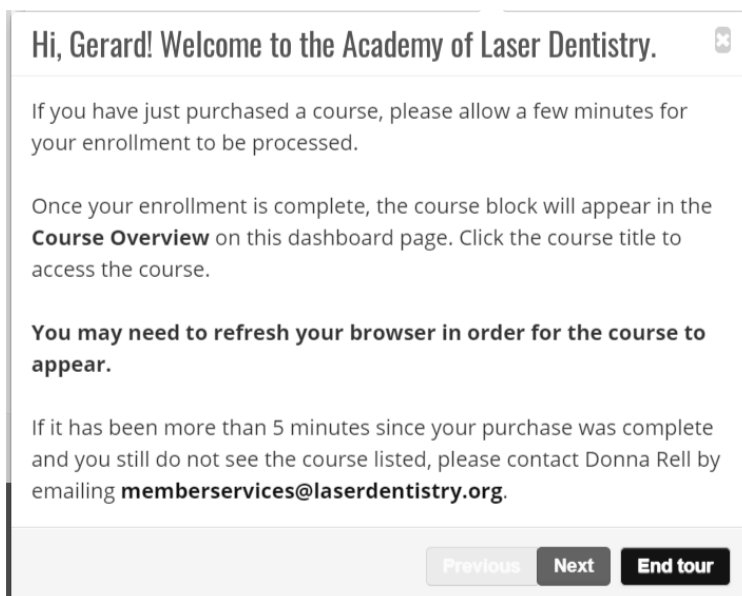 Hi, Gerard! Welcome to the Academy of Laser Dentistry.
If you have just purchased a course, please allow a few minutes for
your enrollment to be processed.
Once your enrollment is complete, the course block will appear in the
Course Overview on this dashboard page. Click the course title to
access the course.
You may need to refresh your browser in order for the course to
appear.
If it has been more than 5 minutes since your purchase was complete
and you still do not see the course listed, please contact Donna Rell by
emailing memberservices@laserdentistry.org.
Previous Next End tour